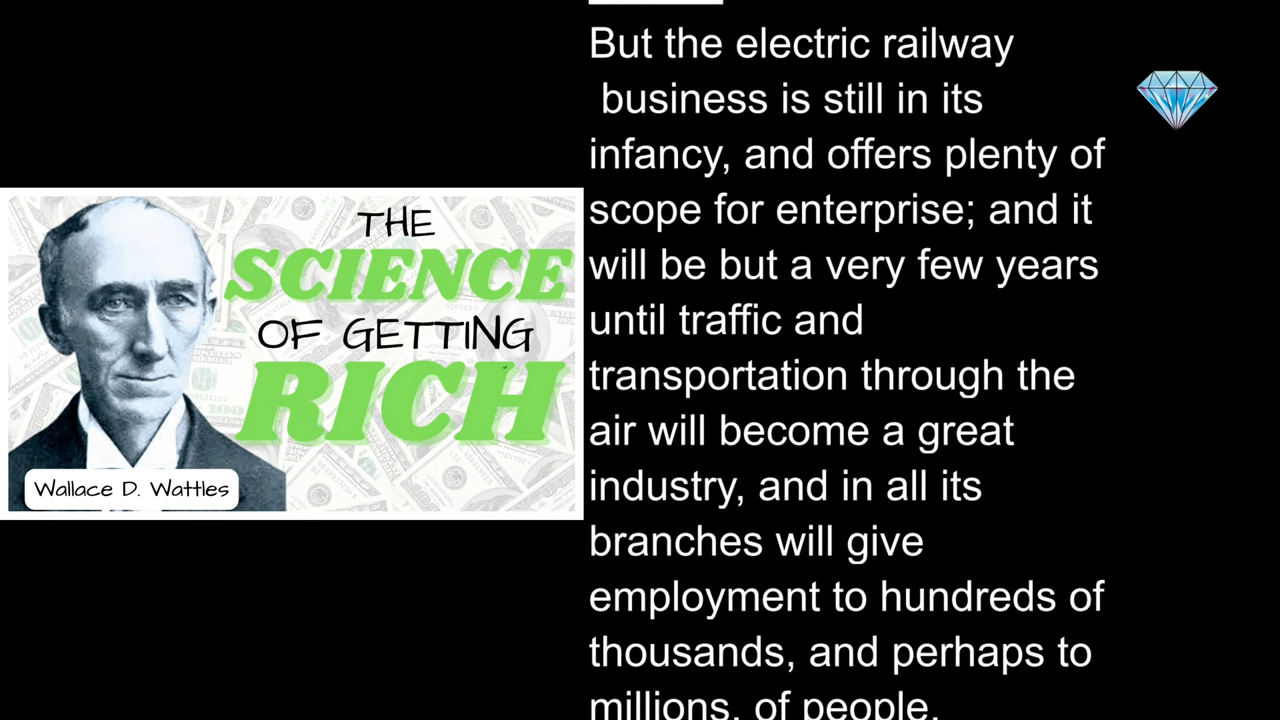 THE
SCIENCE
OF GETTING
RICH
Wallace D. Wattles
But the electric railway
business is still in its
infancy, and offers plenty of
scope for enterprise; and it
will be but a very few years
until traffic and
transportation through the
air will become a great
industry, and in all its
branches will give
employment to hundreds of
thousands, and perhaps to
millions, of people.